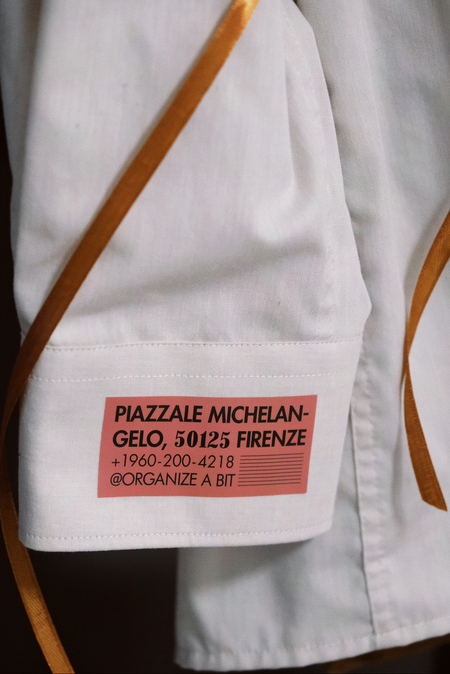 PIAZZALE MICHELAN-
GELO, 50125 FIRENZE
+1960-200-4218
@ORGANIZE A BIT